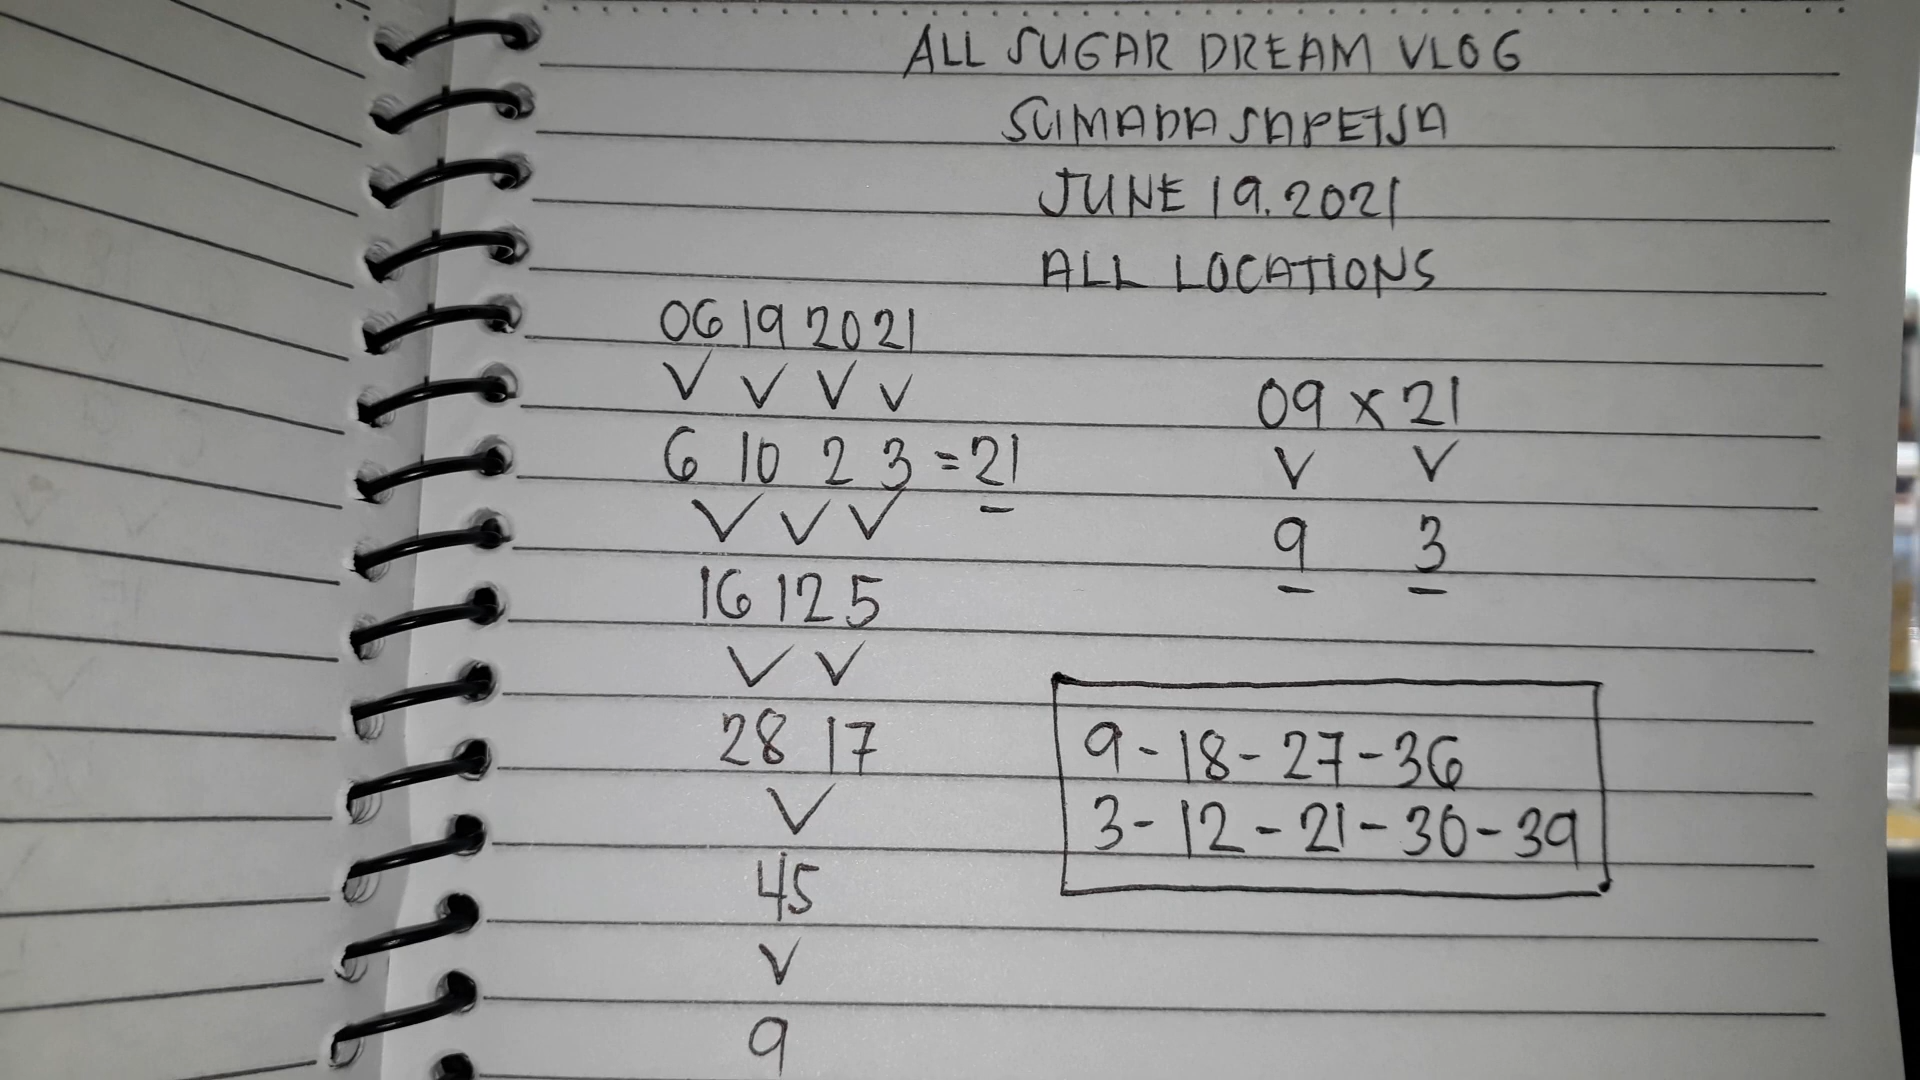 ALL SUGAR DREAM VLOG
SUMADA SAPETSA
JUNE 19.2021
ALL LOCATIONS
06 19 20 21
V V V V
6 10 2 3 = 21
V V V
16 12 5
V V
28 17
V
45
V
9
09 x 21
V V
9 3
9-18-27-36
3-12-21-30-39